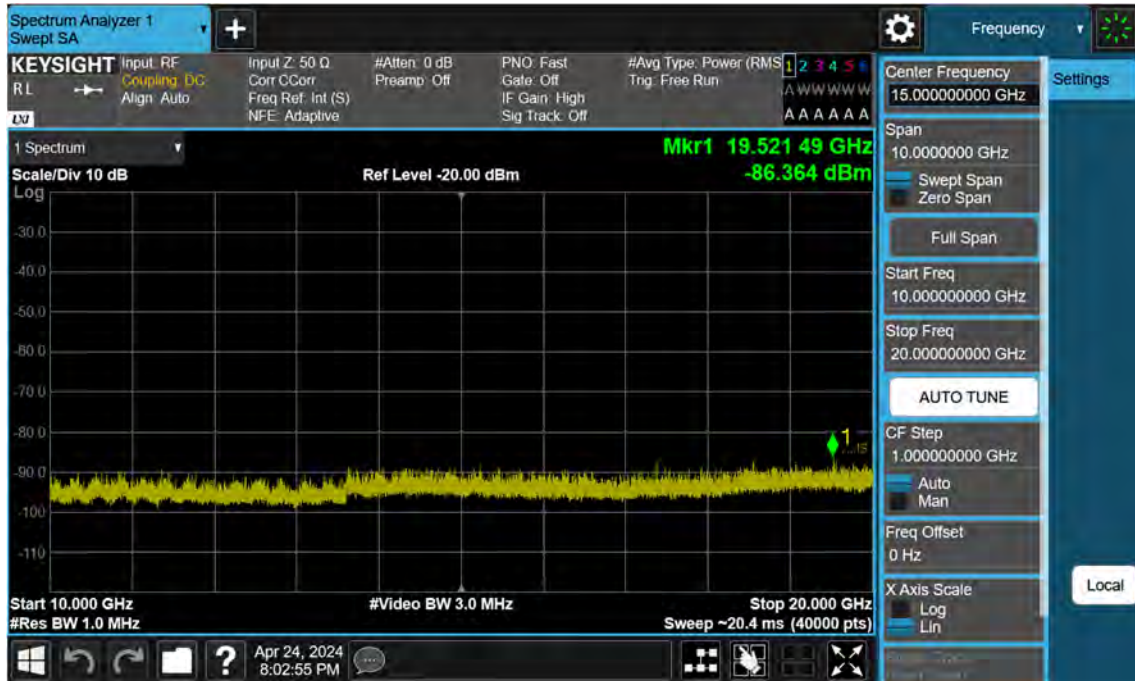 Spectrum Analyzer 1
Swept SA
Frequency
KEYSIGHT
R L
LXI
Input: RF
Coupling: DC
Align: Auto
Input Z: 50 Ω
Corr CCorr
Freq Ref: Int (S)
NFE: Adaptive
#Atten: 0 dB
Preamp: Off
PNO: Fast
Gate: Off
IF Gain: High
Sig Track: Off
#Avg Type: Power (RMS
Trig: Free Run
1 2 3 4 5 6
A W W W W W
A A A A A A
Center Frequency
15.000000000 GHz
Settings
Span
10.0000000 GHz
Swept Span
Zero Span
Full Span
Start Freq
10.000000000 GHz
Stop Freq
20.000000000 GHz
AUTO TUNE
CF Step
1.000000000 GHz
Auto
Man
Freq Offset
0 Hz
X Axis Scale
Log
Lin
Local
1 Spectrum
Mkr1 19.521 49 GHz
-86.364 dBm
Scale/Div 10 dB
Ref Level -20.00 dBm
Log
-30.0
-40.0
-50.0
-60.0
-70.0
-80.0
-90.0
-100
-110
1
Start 10.000 GHz
#Video BW 3.0 MHz
Stop 20.000 GHz
#Res BW 1.0 MHz
Sweep ~20.4 ms (40000 pts)
?
Apr 24, 2024
8:02:55 PM